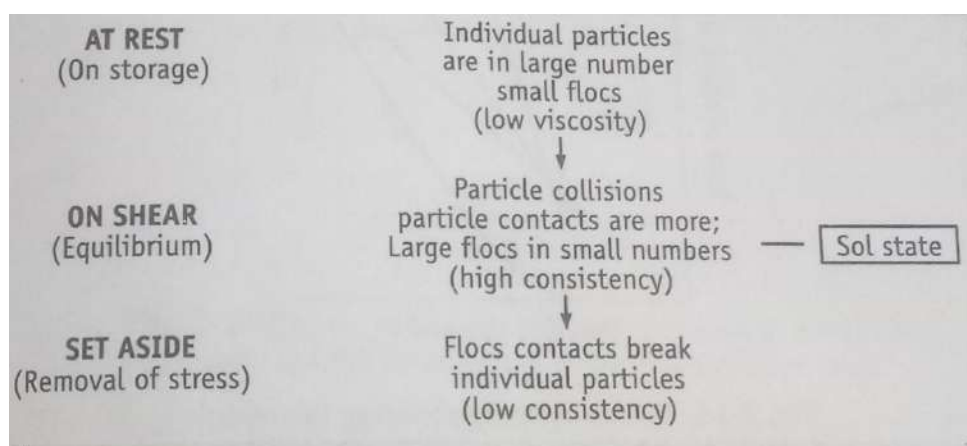 AT REST
(On storage)
Individual particles
are in large number
small flocs
(low viscosity)
ON SHEAR
(Equilibrium)
Particle collisions
particle contacts are more;
Large flocs in small numbers
(high consistency)
Sol state
SET ASIDE
(Removal of stress)
Flocs contacts break
individual particles
(low consistency)